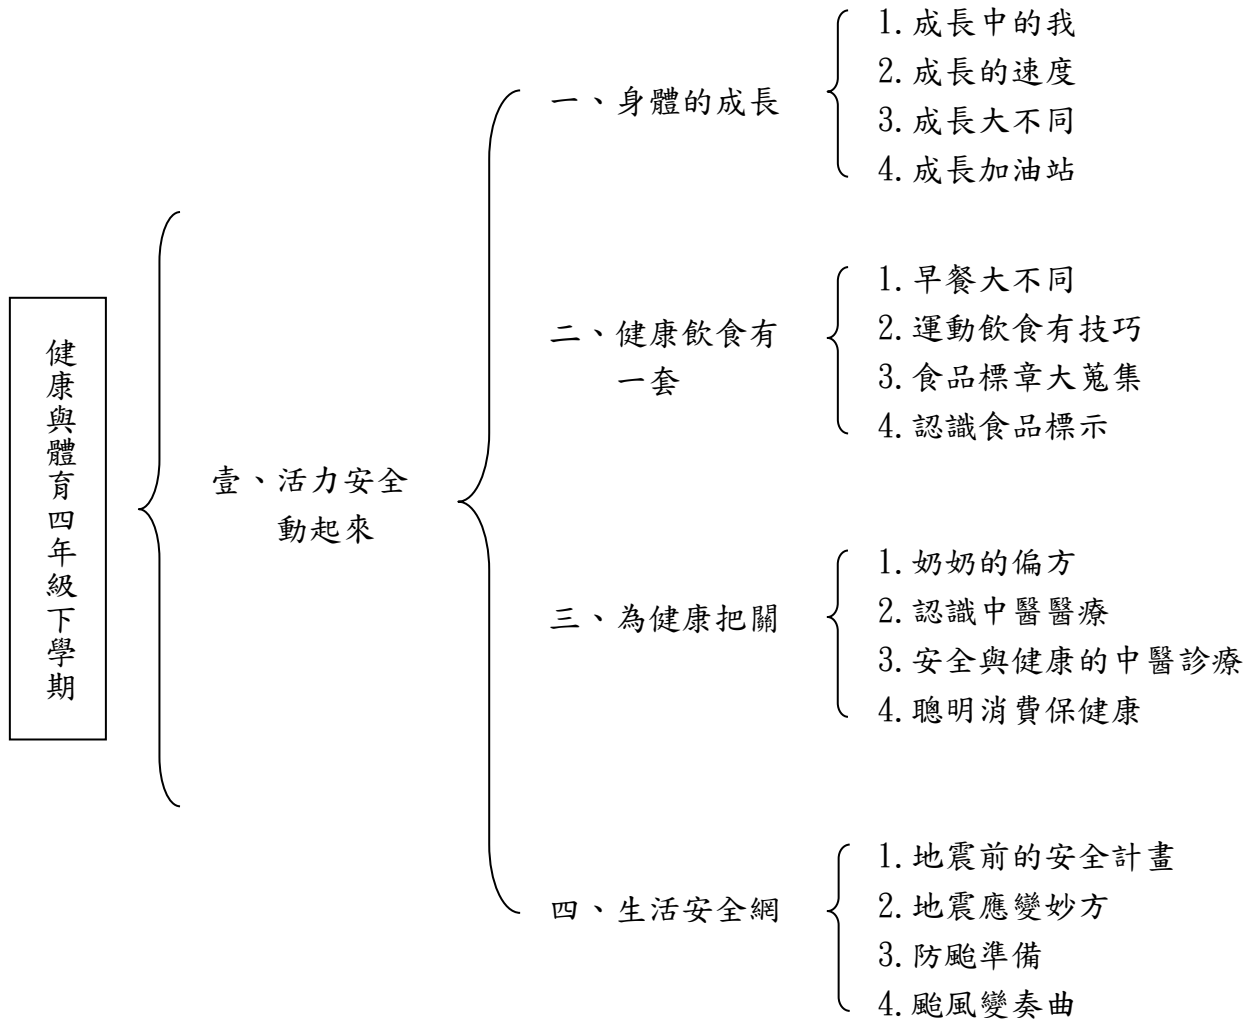 健康與體育四年級下學期
壹、活力安全
動起來
一、身體的成長
1.成長中的我
2.成長的速度
3.成長大不同
4.成長加油站
二、健康飲食有
一套
1.早餐大不同
2.運動飲食有技巧
3.食品標章大蒐集
4.認識食品標示
三、為健康把關
1.奶奶的偏方
2.認識中醫醫療
3.安全與健康的中醫診療
4.聰明消費保健康
四、生活安全網
1.地震前的安全計畫
2.地震應變妙方
3.防颱準備
4.颱風變奏曲